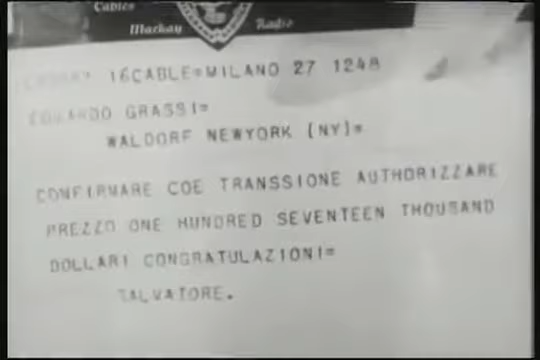 Cables
Mackay Radio
16CABLE=MILANO 27 1248
EDUARDO GRASSI=
WALDORF NEWYORK (NY)=
CONFIRMARE COE TRANSSIONE AUTHORIZZARE
PREZZO ONE HUNDRED SEVENTEEN THOUSAND
DOLLARI CONGRATULAZIONI=
SALVATORE.